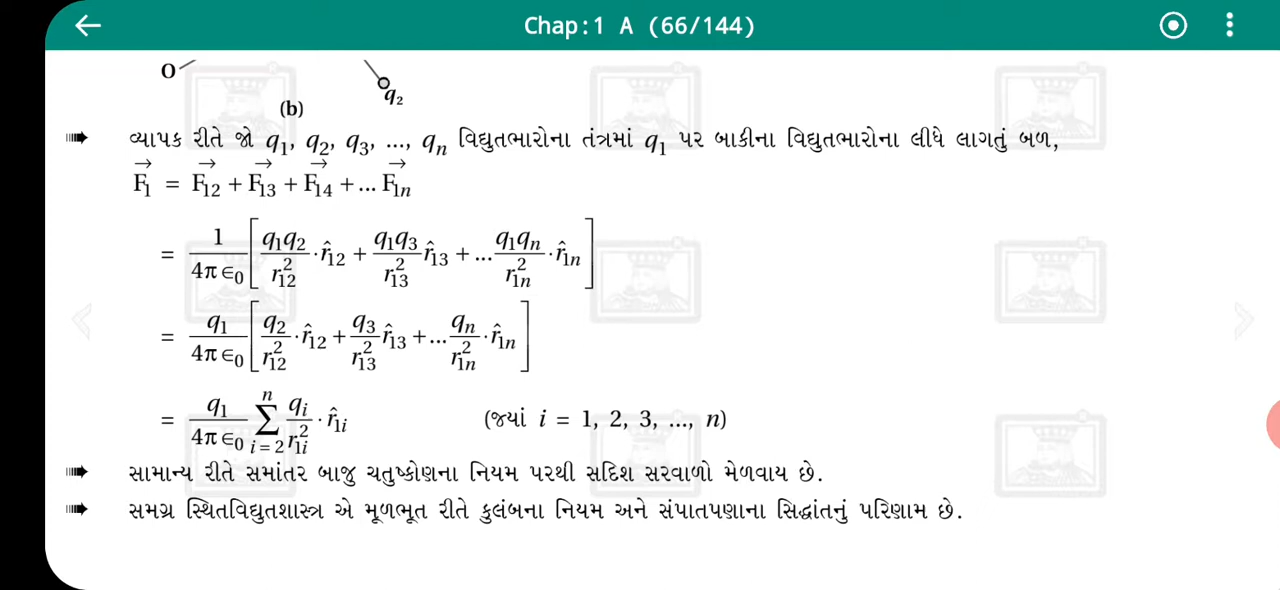 Chap:1 A (66/144)
O
q₂
(b)
વ્યાપક રીતે જો q₁, q₂, q₃, ..., qₙ વિદ્યુતભારોના તંત્રમાં q₁ પર બાકીના વિદ્યુતભારોના લીધે લાગતું બળ,
F⃗₁ = F⃗₁₂ + F⃗₁₃ + F⃗₁₄ + ... F⃗₁ₙ
= 1/(4π∈₀) [ (q₁q₂/r₁₂²) · r̂₁₂ + (q₁q₃/r₁₃²) r̂₁₃ + ... (q₁qₙ/r₁ₙ²) · r̂₁ₙ ]
= q₁/(4π∈₀) [ (q₂/r₁₂²) · r̂₁₂ + (q₃/r₁₃²) r̂₁₃ + ... (qₙ/r₁ₙ²) · r̂₁ₙ ]
= q₁/(4π∈₀) ∑ⁿᵢ₌₂ (qᵢ/r₁ᵢ²) · r̂₁ᵢ (જ્યાં i = 1, 2, 3, ..., n)
સામાન્ય રીતે સમાંતર બાજુ ચતુષ્કોણના નિયમ પરથી સદિશ સરવાળો મેળવાય છે.
સમગ્ર સ્થિતવિદ્યુતશાસ્ત્ર એ મૂળભૂત રીતે કુલંબના નિયમ અને સંપાતપણાના સિદ્ધાંતનું પરિણામ છે.